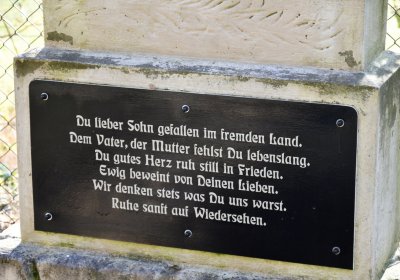 Du lieber Sohn gefallen im fremden Land.
Dem Vater, der Mutter fehlst Du lebenslang.
Du gutes Herz ruh still in Frieden.
Ewig beweint von Deinen Lieben.
Wir denken stets was Du uns warst.
Ruhe sanft auf Wiedersehen.